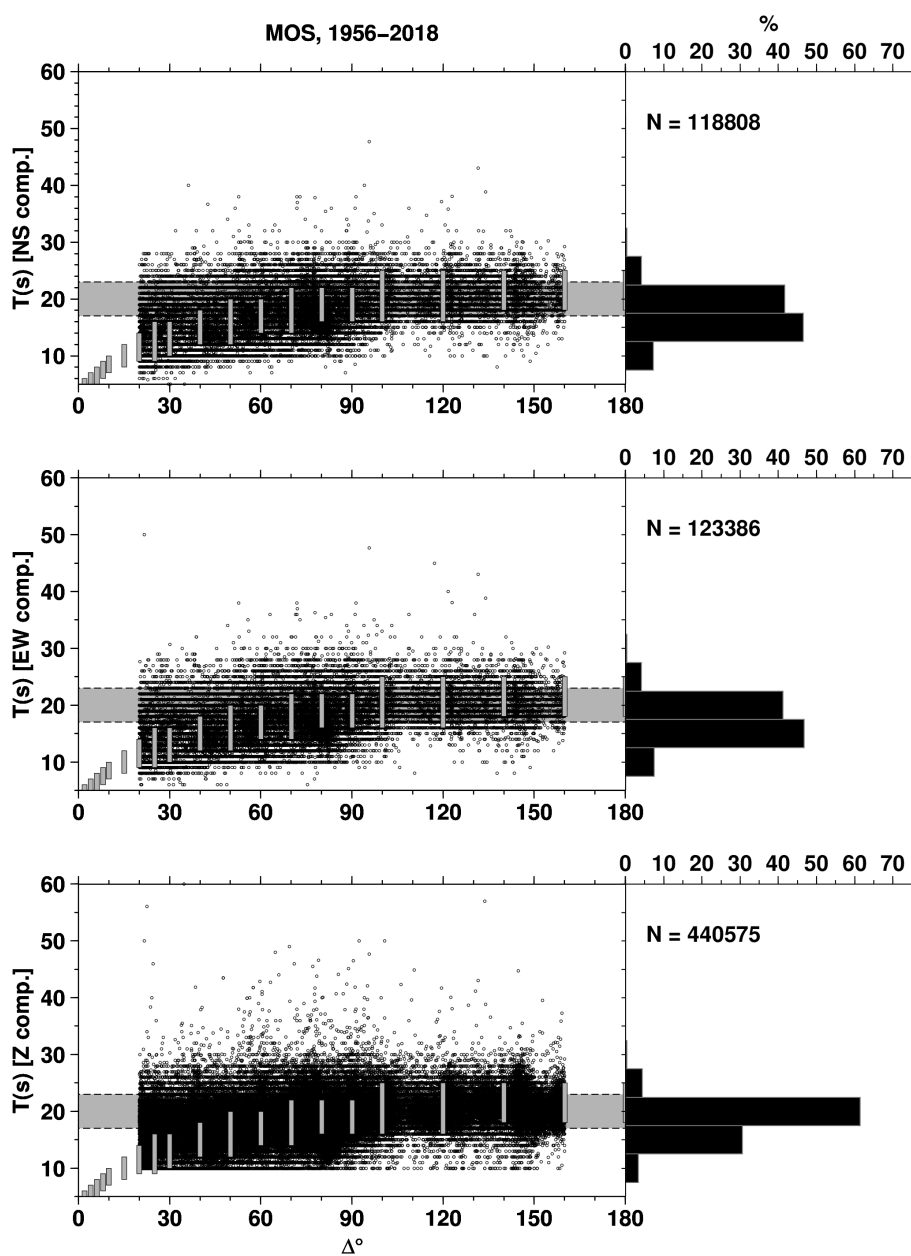 MOS, 1956–2018
%
0 10 20 30 40 50 60 70
60
50
40
30
20
10
T(s) [NS comp.]
N = 118808
0 30 60 90 120 150 180
0 10 20 30 40 50 60 70
60
50
40
30
20
10
T(s) [EW comp.]
N = 123386
0 30 60 90 120 150 180
0 10 20 30 40 50 60 70
60
50
40
30
20
10
T(s) [Z comp.]
N = 440575
0 30 60 90 120 150 180
Δ°